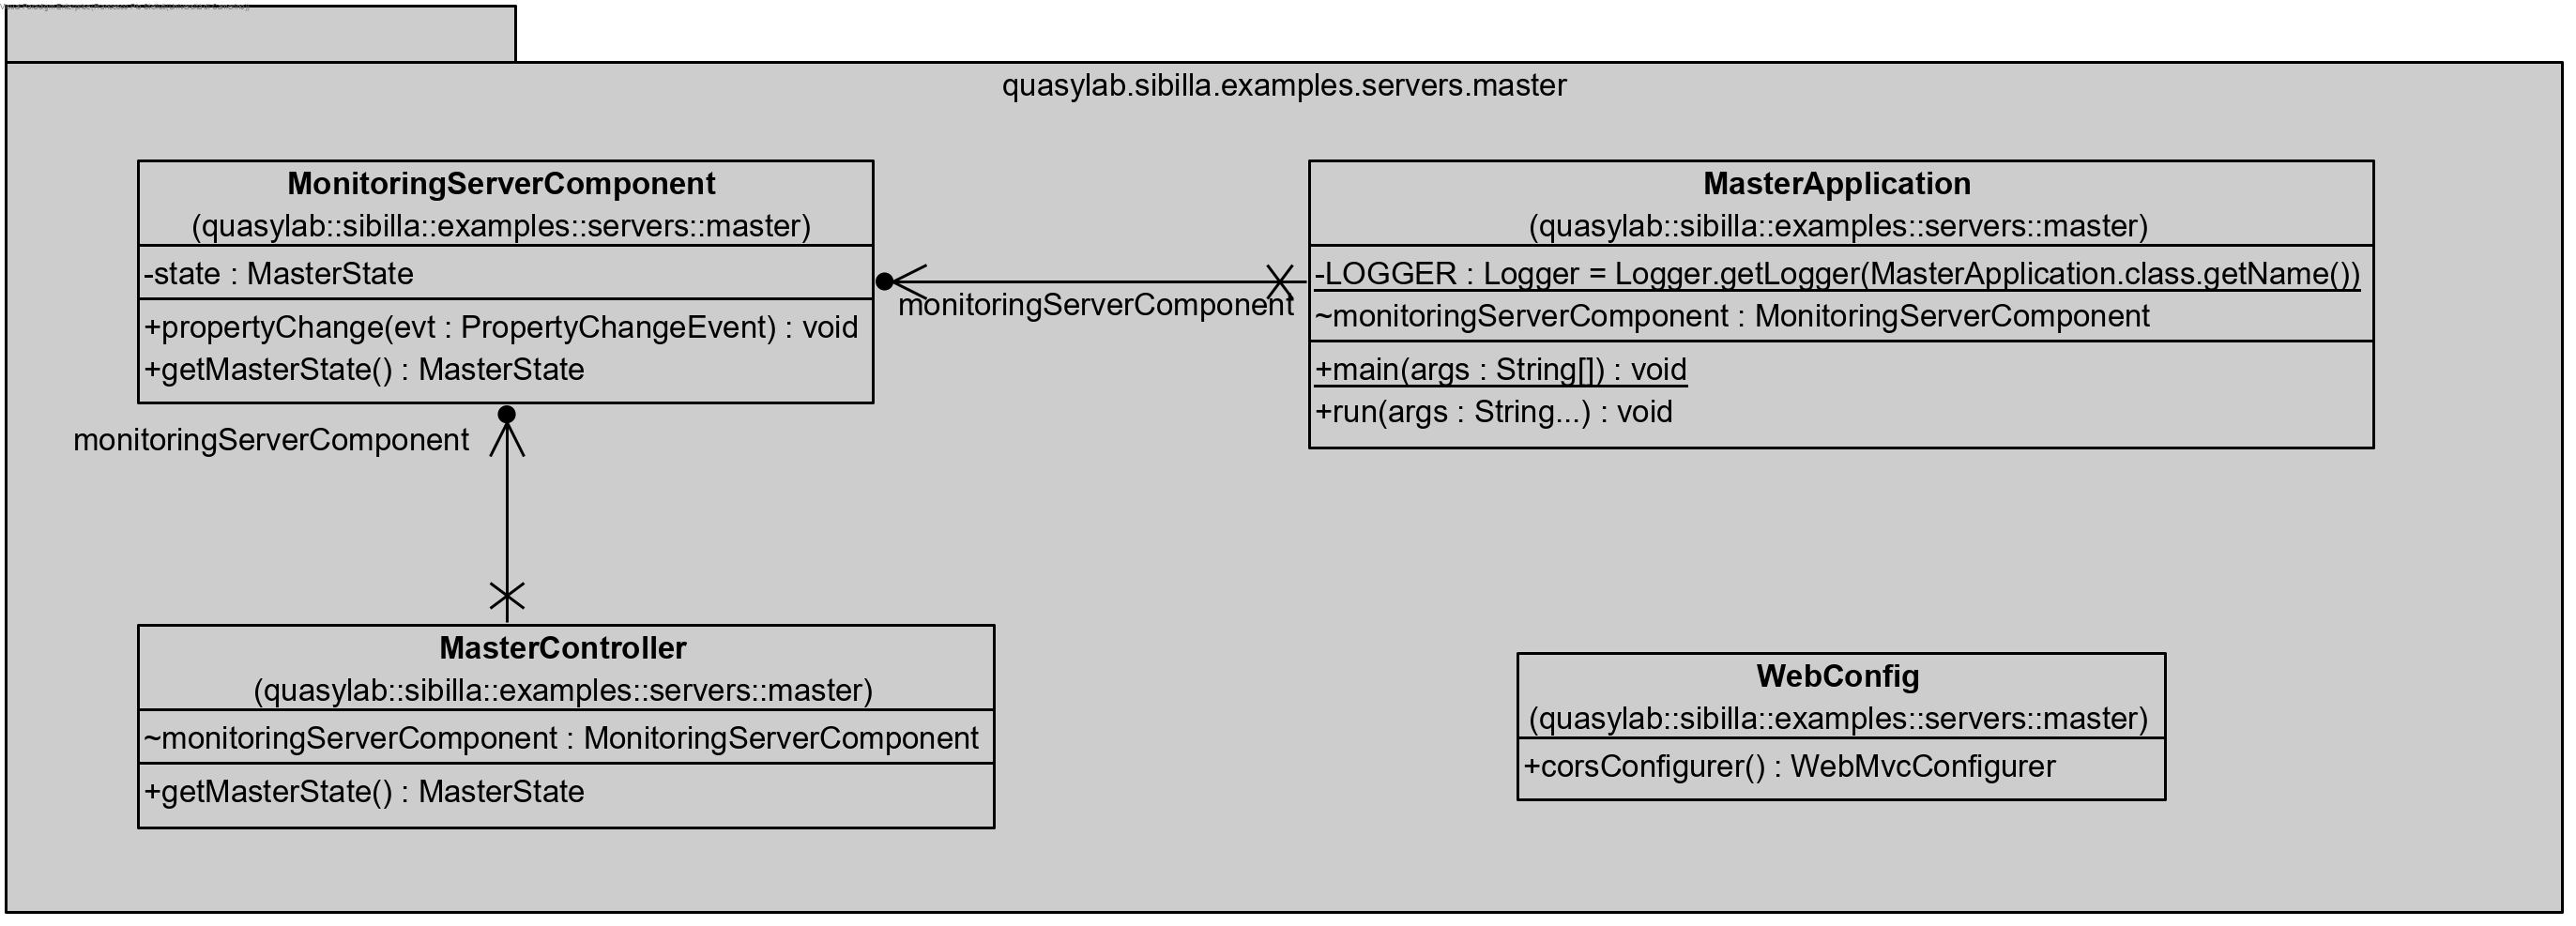 quasylab.sibilla.examples.servers.master
MonitoringServerComponent
(quasylab::sibilla::examples::servers::master)
-state : MasterState
+propertyChange(evt : PropertyChangeEvent) : void
+getMasterState() : MasterState
MasterApplication
(quasylab::sibilla::examples::servers::master)
-LOGGER : Logger = Logger.getLogger(MasterApplication.class.getName())
~monitoringServerComponent : MonitoringServerComponent
+main(args : String[]) : void
+run(args : String...) : void
monitoringServerComponent
monitoringServerComponent
MasterController
(quasylab::sibilla::examples::servers::master)
~monitoringServerComponent : MonitoringServerComponent
+getMasterState() : MasterState
WebConfig
(quasylab::sibilla::examples::servers::master)
+corsConfigurer() : WebMvcConfigurer